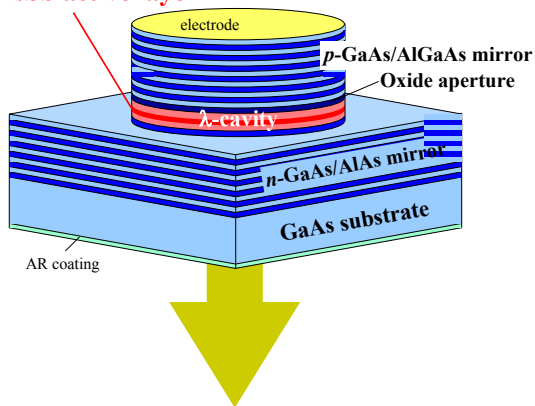 electrode
p-GaAs/AlGaAs mirror
Oxide aperture
λ-cavity
n-GaAs/AlAs mirror
GaAs substrate
AR coating